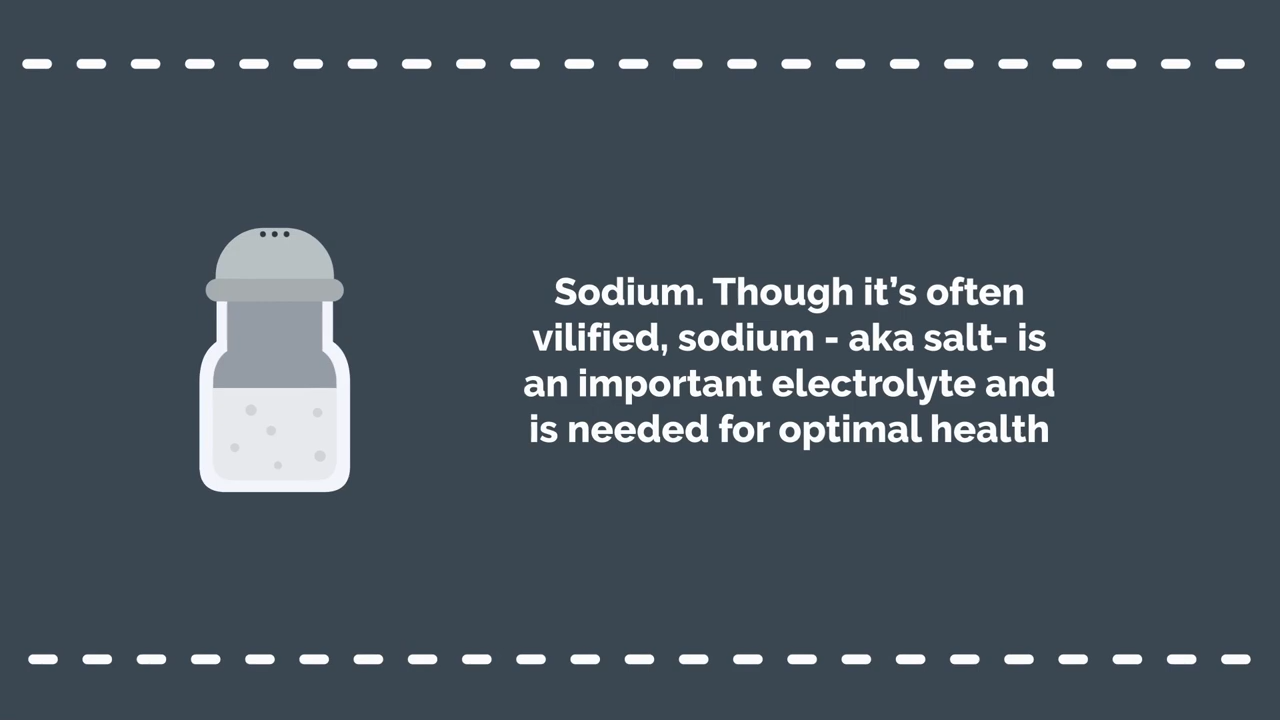 Sodium. Though it’s often
vilified, sodium - aka salt- is
an important electrolyte and
is needed for optimal health